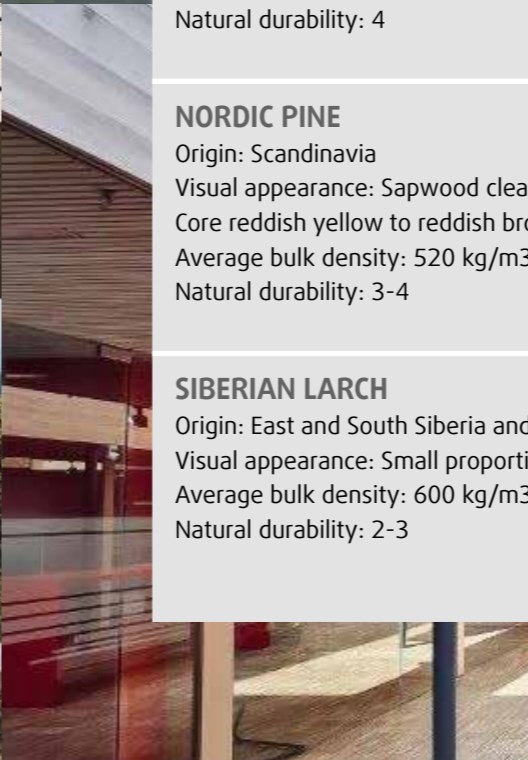 Natural durability: 4
NORDIC PINE
Origin: Scandinavia
Visual appearance: Sapwood
Core reddish yellow to reddish
Average bulk density: 520 kg/m3
Natural durability: 3-4
SIBERIAN LARCH
Origin: East and South Siberia and
Visual appearance: Small
Average bulk density: 600 kg/m3
Natural durability: 2-3